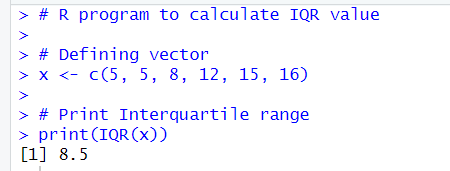 > # R program to calculate IQR value
>
> # Defining vector
> x <- c(5, 5, 8, 12, 15, 16)
>
> # Print Interquartile range
> print(IQR(x))
[1] 8.5